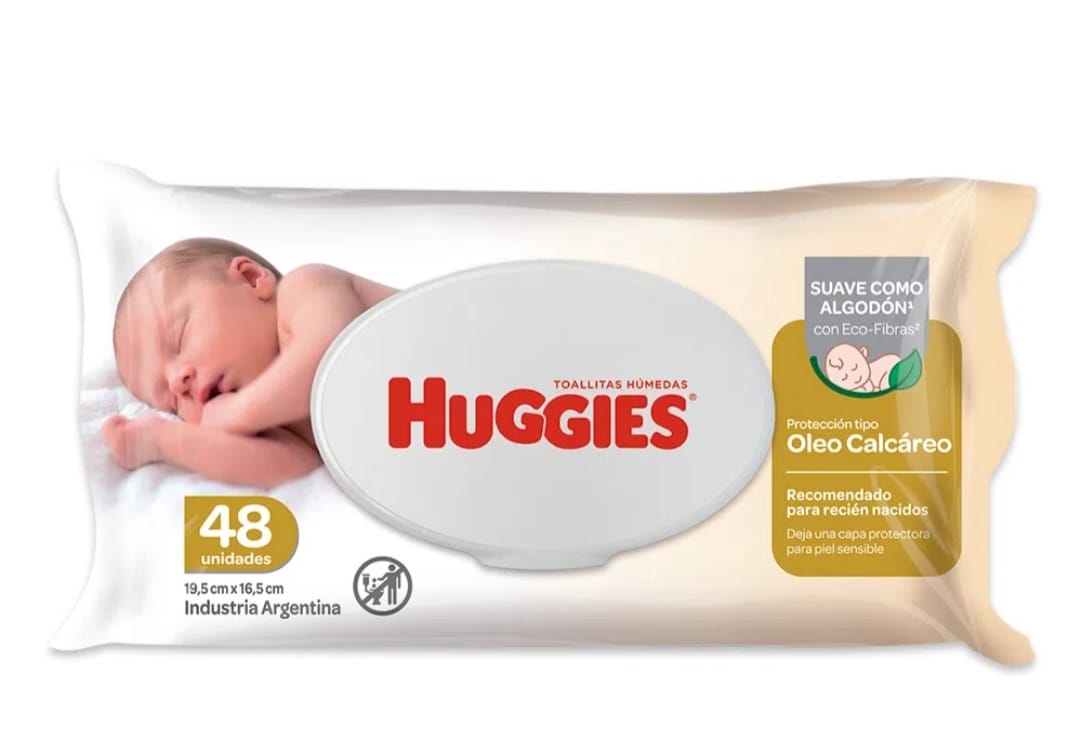 SUAVE COMO
ALGODÓN¹
con Eco-Fibras²
TOALLITAS HÚMEDAS
HUGGIES®
Protección tipo
Oleo Calcáreo
Recomendado
para recién nacidos
Deja una capa protectora
para piel sensible
48
unidades
19,5 cm x 16,5 cm
Industria Argentina